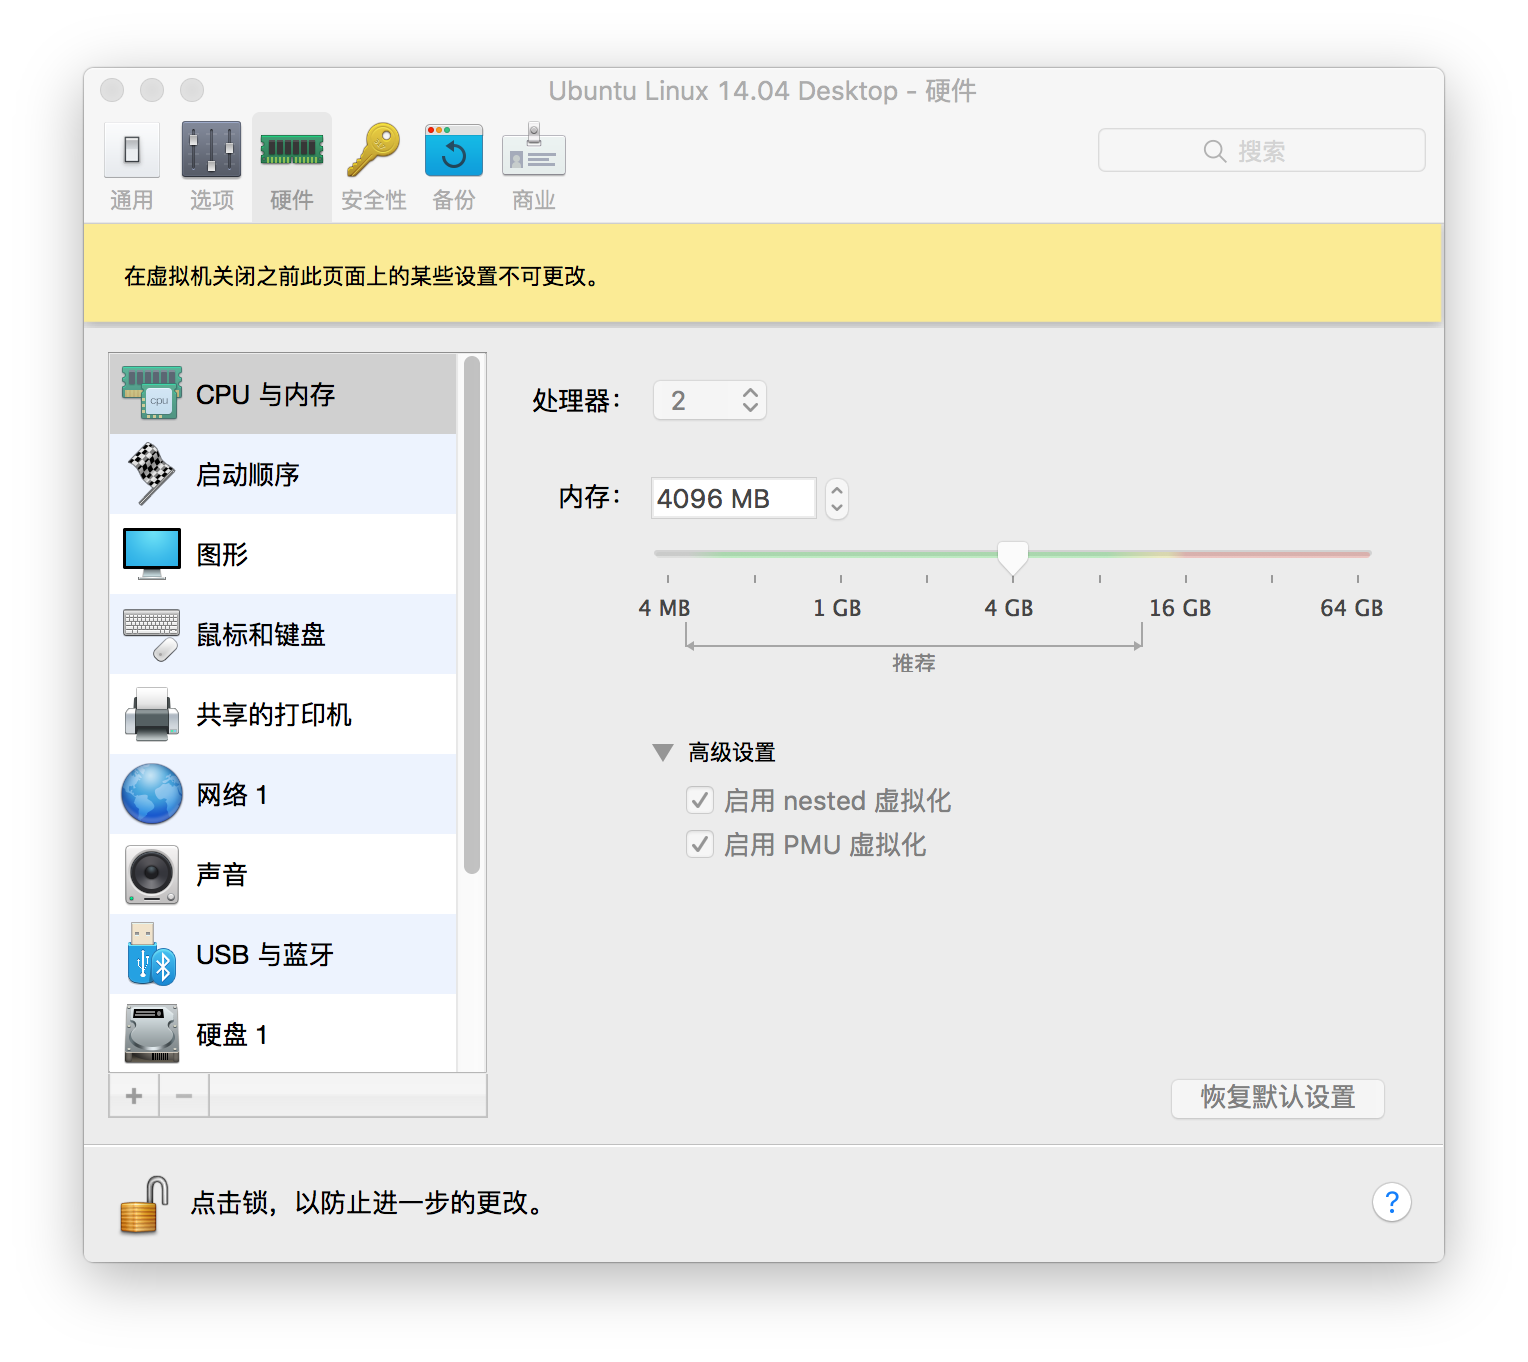 Ubuntu Linux 14.04 Desktop - 硬件
通用
选项
硬件
安全性
备份
商业
搜索
在虚拟机关闭之前此页面上的某些设置不可更改。
cpu
CPU 与内存
启动顺序
图形
鼠标和键盘
共享的打印机
网络 1
声音
USB 与蓝牙
硬盘 1
处理器：
2
内存：
4096 MB
4 MB
1 GB
4 GB
16 GB
64 GB
推荐
高级设置
启用 nested 虚拟化
启用 PMU 虚拟化
恢复默认设置
点击锁，以防止进一步的更改。
?